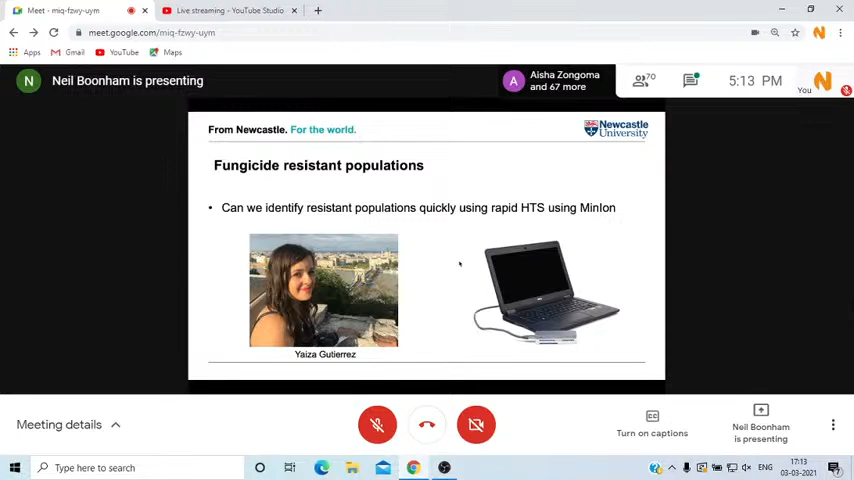 Meet - miq-fzwy-uym
Live streaming - YouTube Studio
meet.google.com/miq-fzwy-uym
Apps
Gmail
YouTube
Maps
N
Neil Boonham is presenting
A
Aisha Zongoma
and 67 more
70
5:13 PM
You
From Newcastle. For the world.
Newcastle
University
Fungicide resistant populations
• Can we identify resistant populations quickly using rapid HTS using MinIon
Yaiza Gutierrez
Meeting details
Turn on captions
Neil Boonham
is presenting
Type here to search
ENG
17:13
03-03-2021